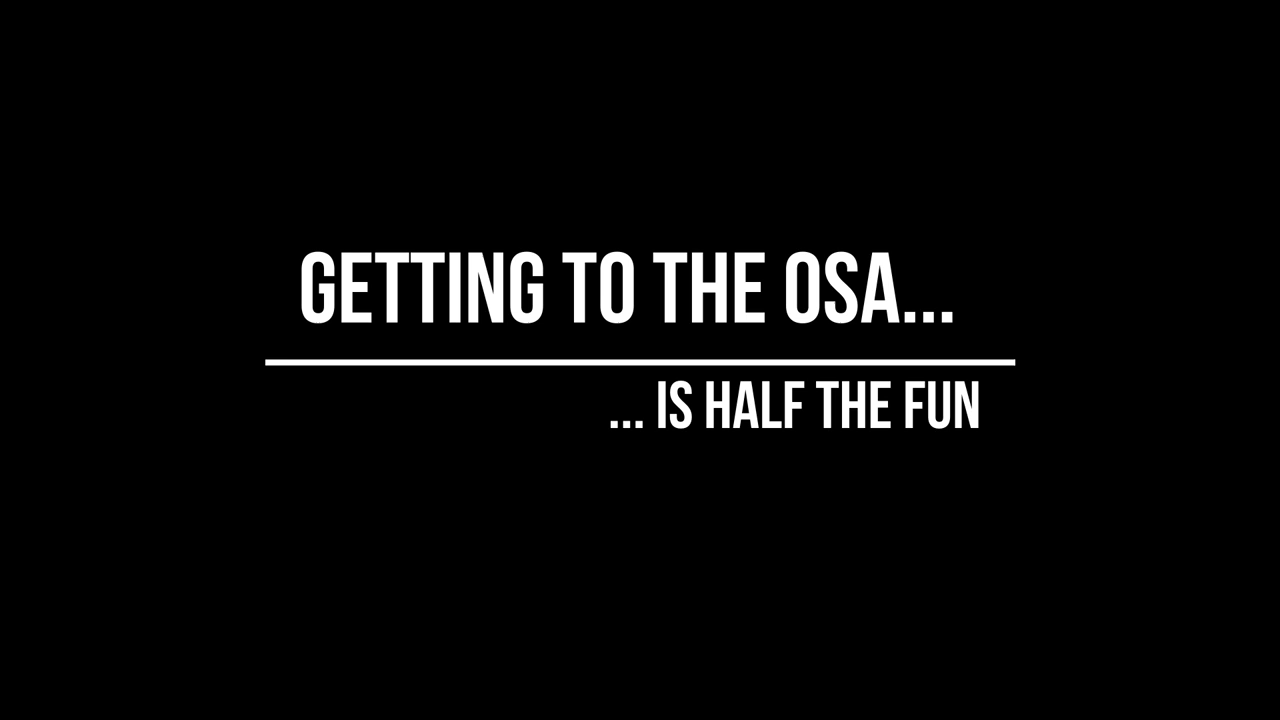 GETTING TO THE OSA...
... IS HALF THE FUN